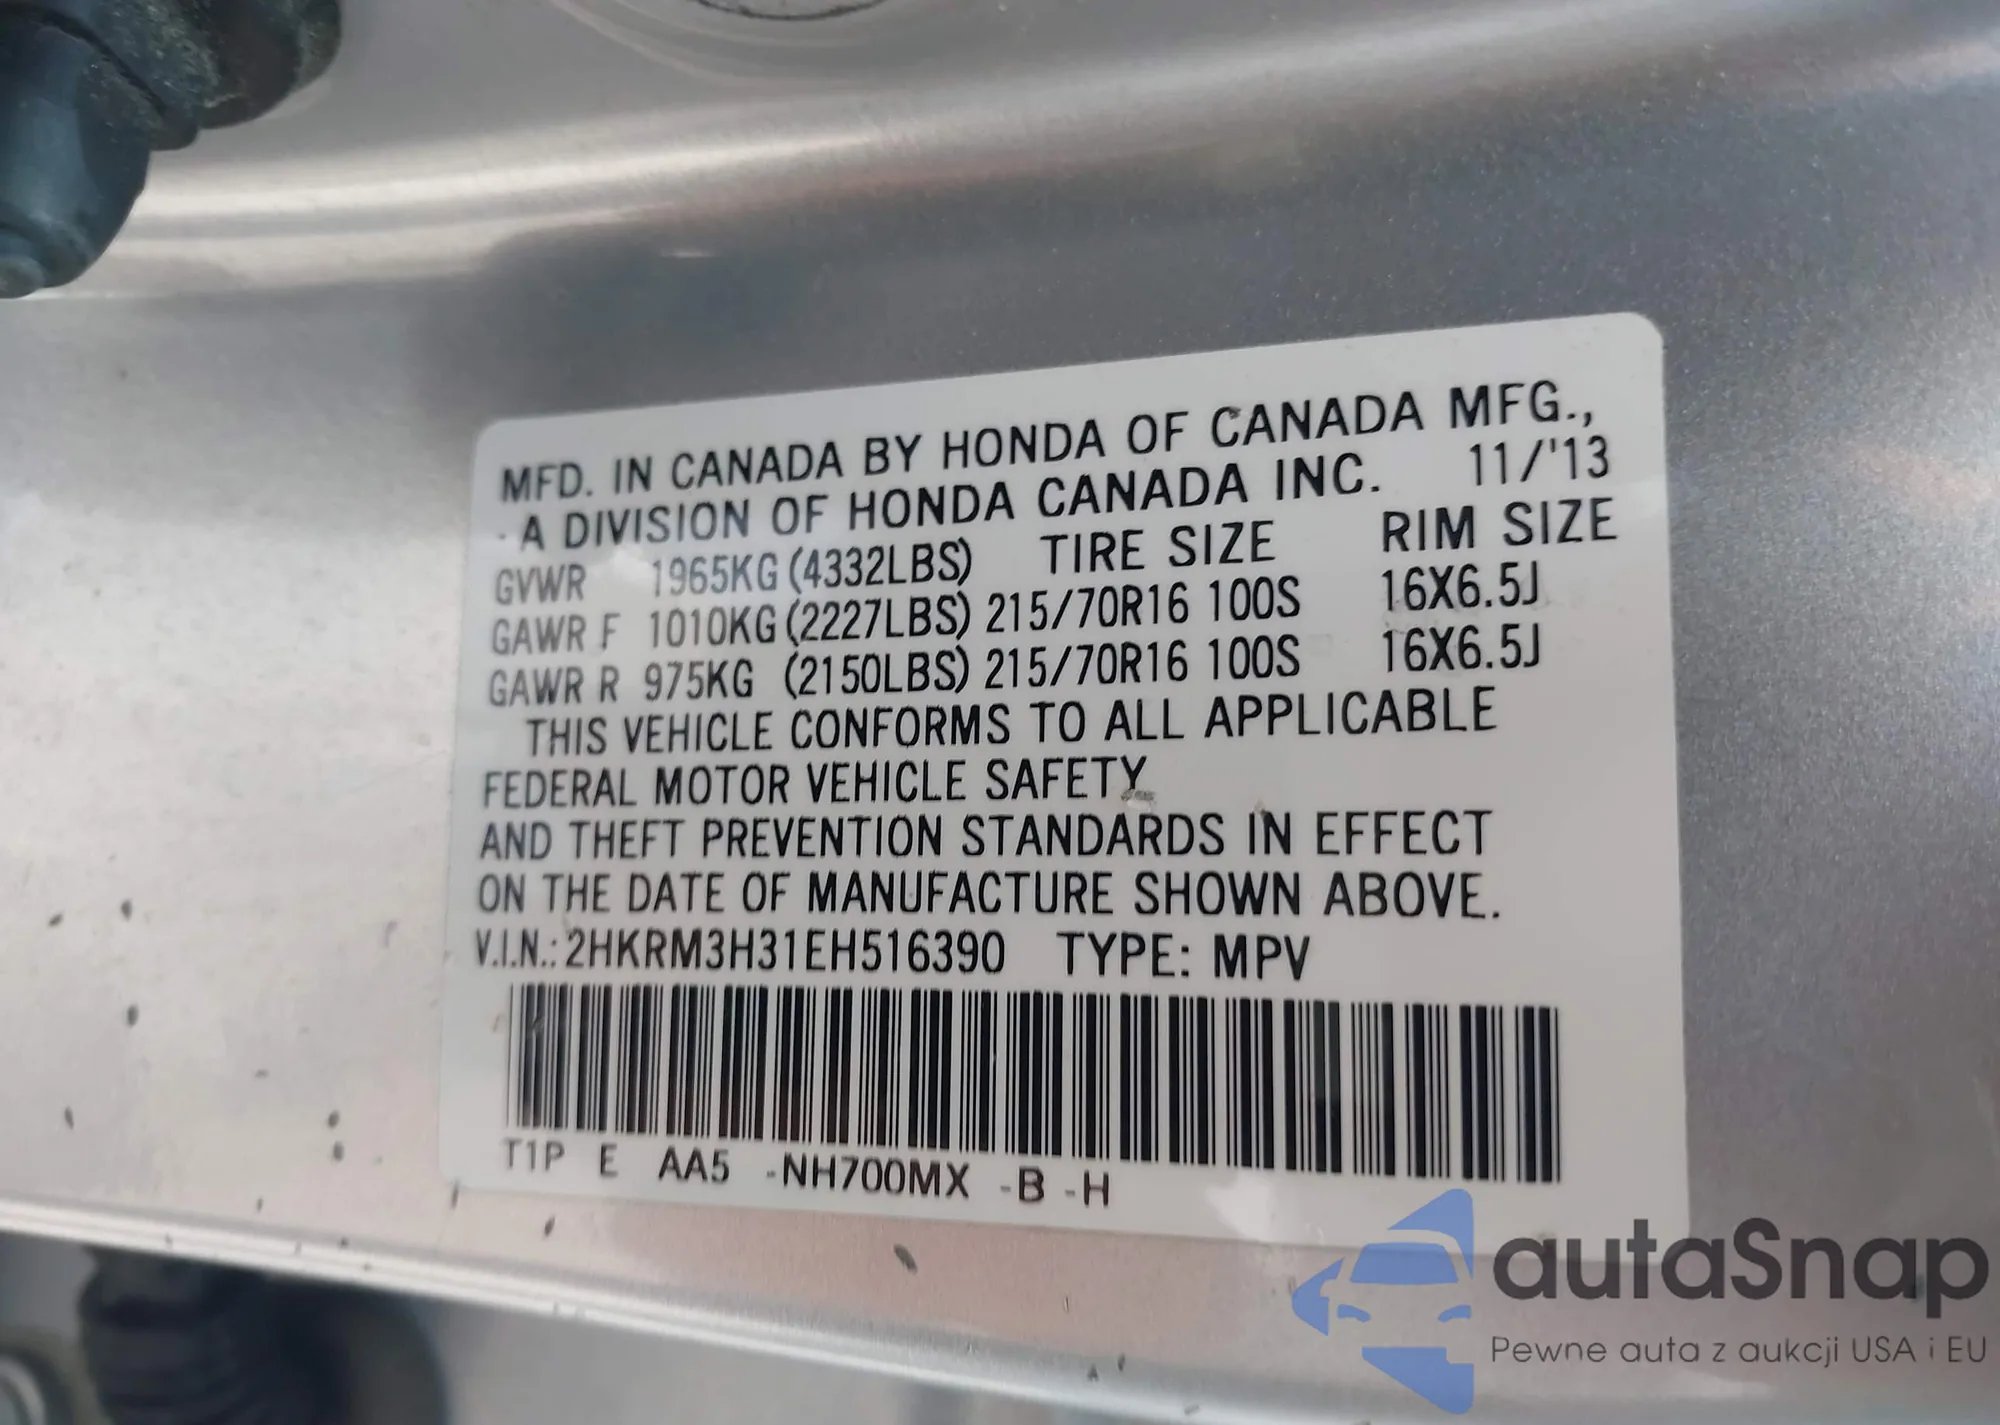 MFD. IN CANADA BY HONDA OF CANADA MFG.,
A DIVISION OF HONDA CANADA INC. 11/'13
GVWR 1965KG (4332LBS) TIRE SIZE RIM SIZE
GAWR F 1010KG (2227LBS) 215/70R16 100S 16X6.5J
GAWR R 975KG (2150LBS) 215/70R16 100S 16X6.5J
THIS VEHICLE CONFORMS TO ALL APPLICABLE
FEDERAL MOTOR VEHICLE SAFETY
AND THEFT PREVENTION STANDARDS IN EFFECT
ON THE DATE OF MANUFACTURE SHOWN ABOVE.
V.I.N.: 2HKRM3H31EH516390 TYPE: MPV
T1P E AA5 -NH700MX -B -H
autaSnap
Pewne auta z aukcji USA i EU